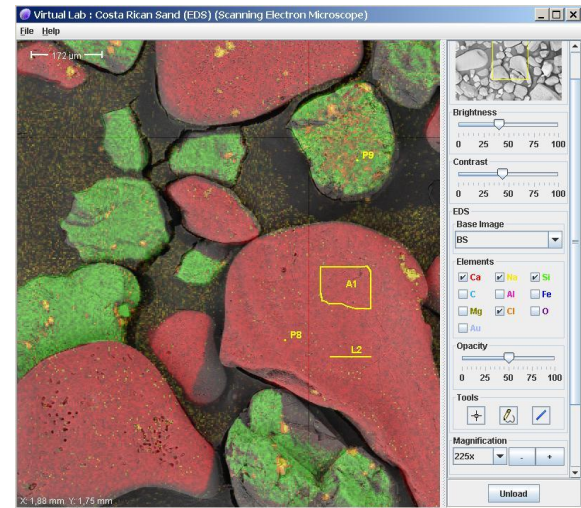 Virtual Lab : Costa Rican Sand (EDS) (Scanning Electron Microscope)
File Help
172 µm
P9
A1
P8
L2
X: 1,88 mm Y: 1,75 mm
Brightness
0 25 50 75 100
Contrast
0 25 50 75 100
EDS
Base Image
BS
Elements
Ca Na Si
C Al Fe
Mg Cl O
Au
Opacity
0 25 50 75 100
Tools
Magnification
225x - +
Unload